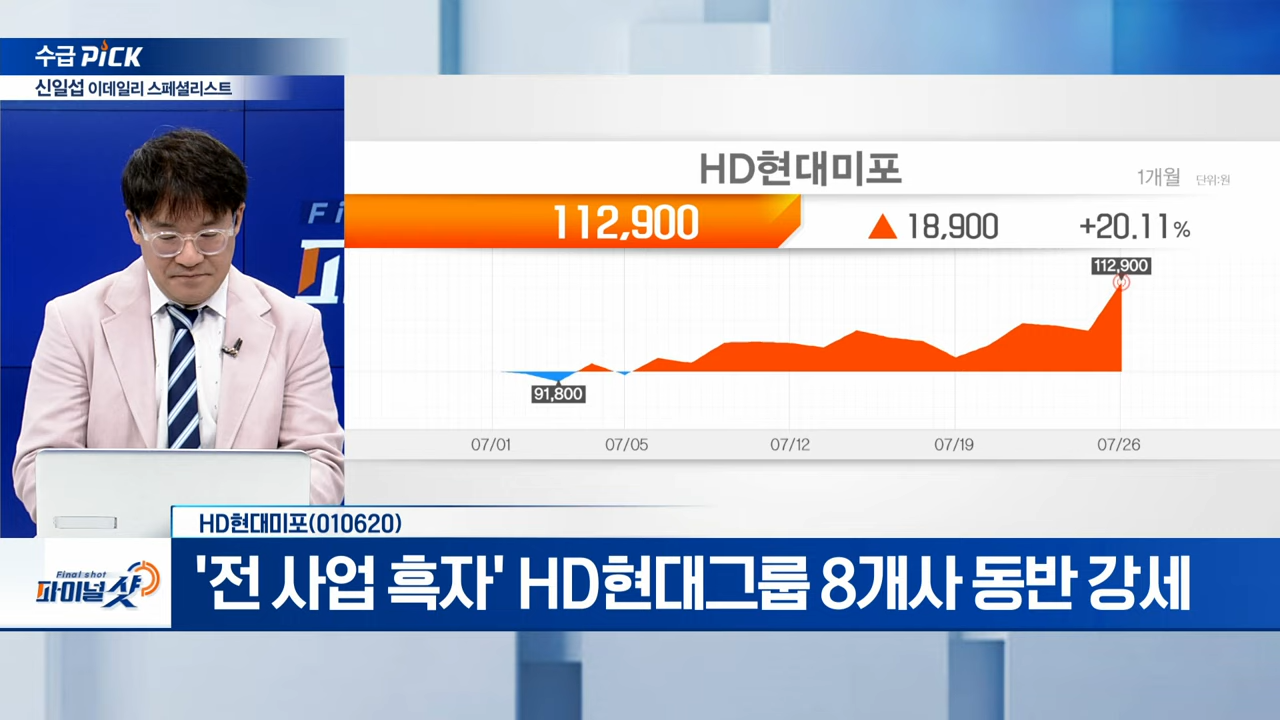 수급 PiCK
신일섭 이데일리 스페셜리스트
Fi
HD현대미포
1개월 단위:원
112,900 ▲ 18,900 +20.11%
112,900
91,800
07/01 07/05 07/12 07/19 07/26
HD현대미포(010620)
Final shot
파이널샷
'전 사업 흑자' HD현대그룹 8개사 동반 강세